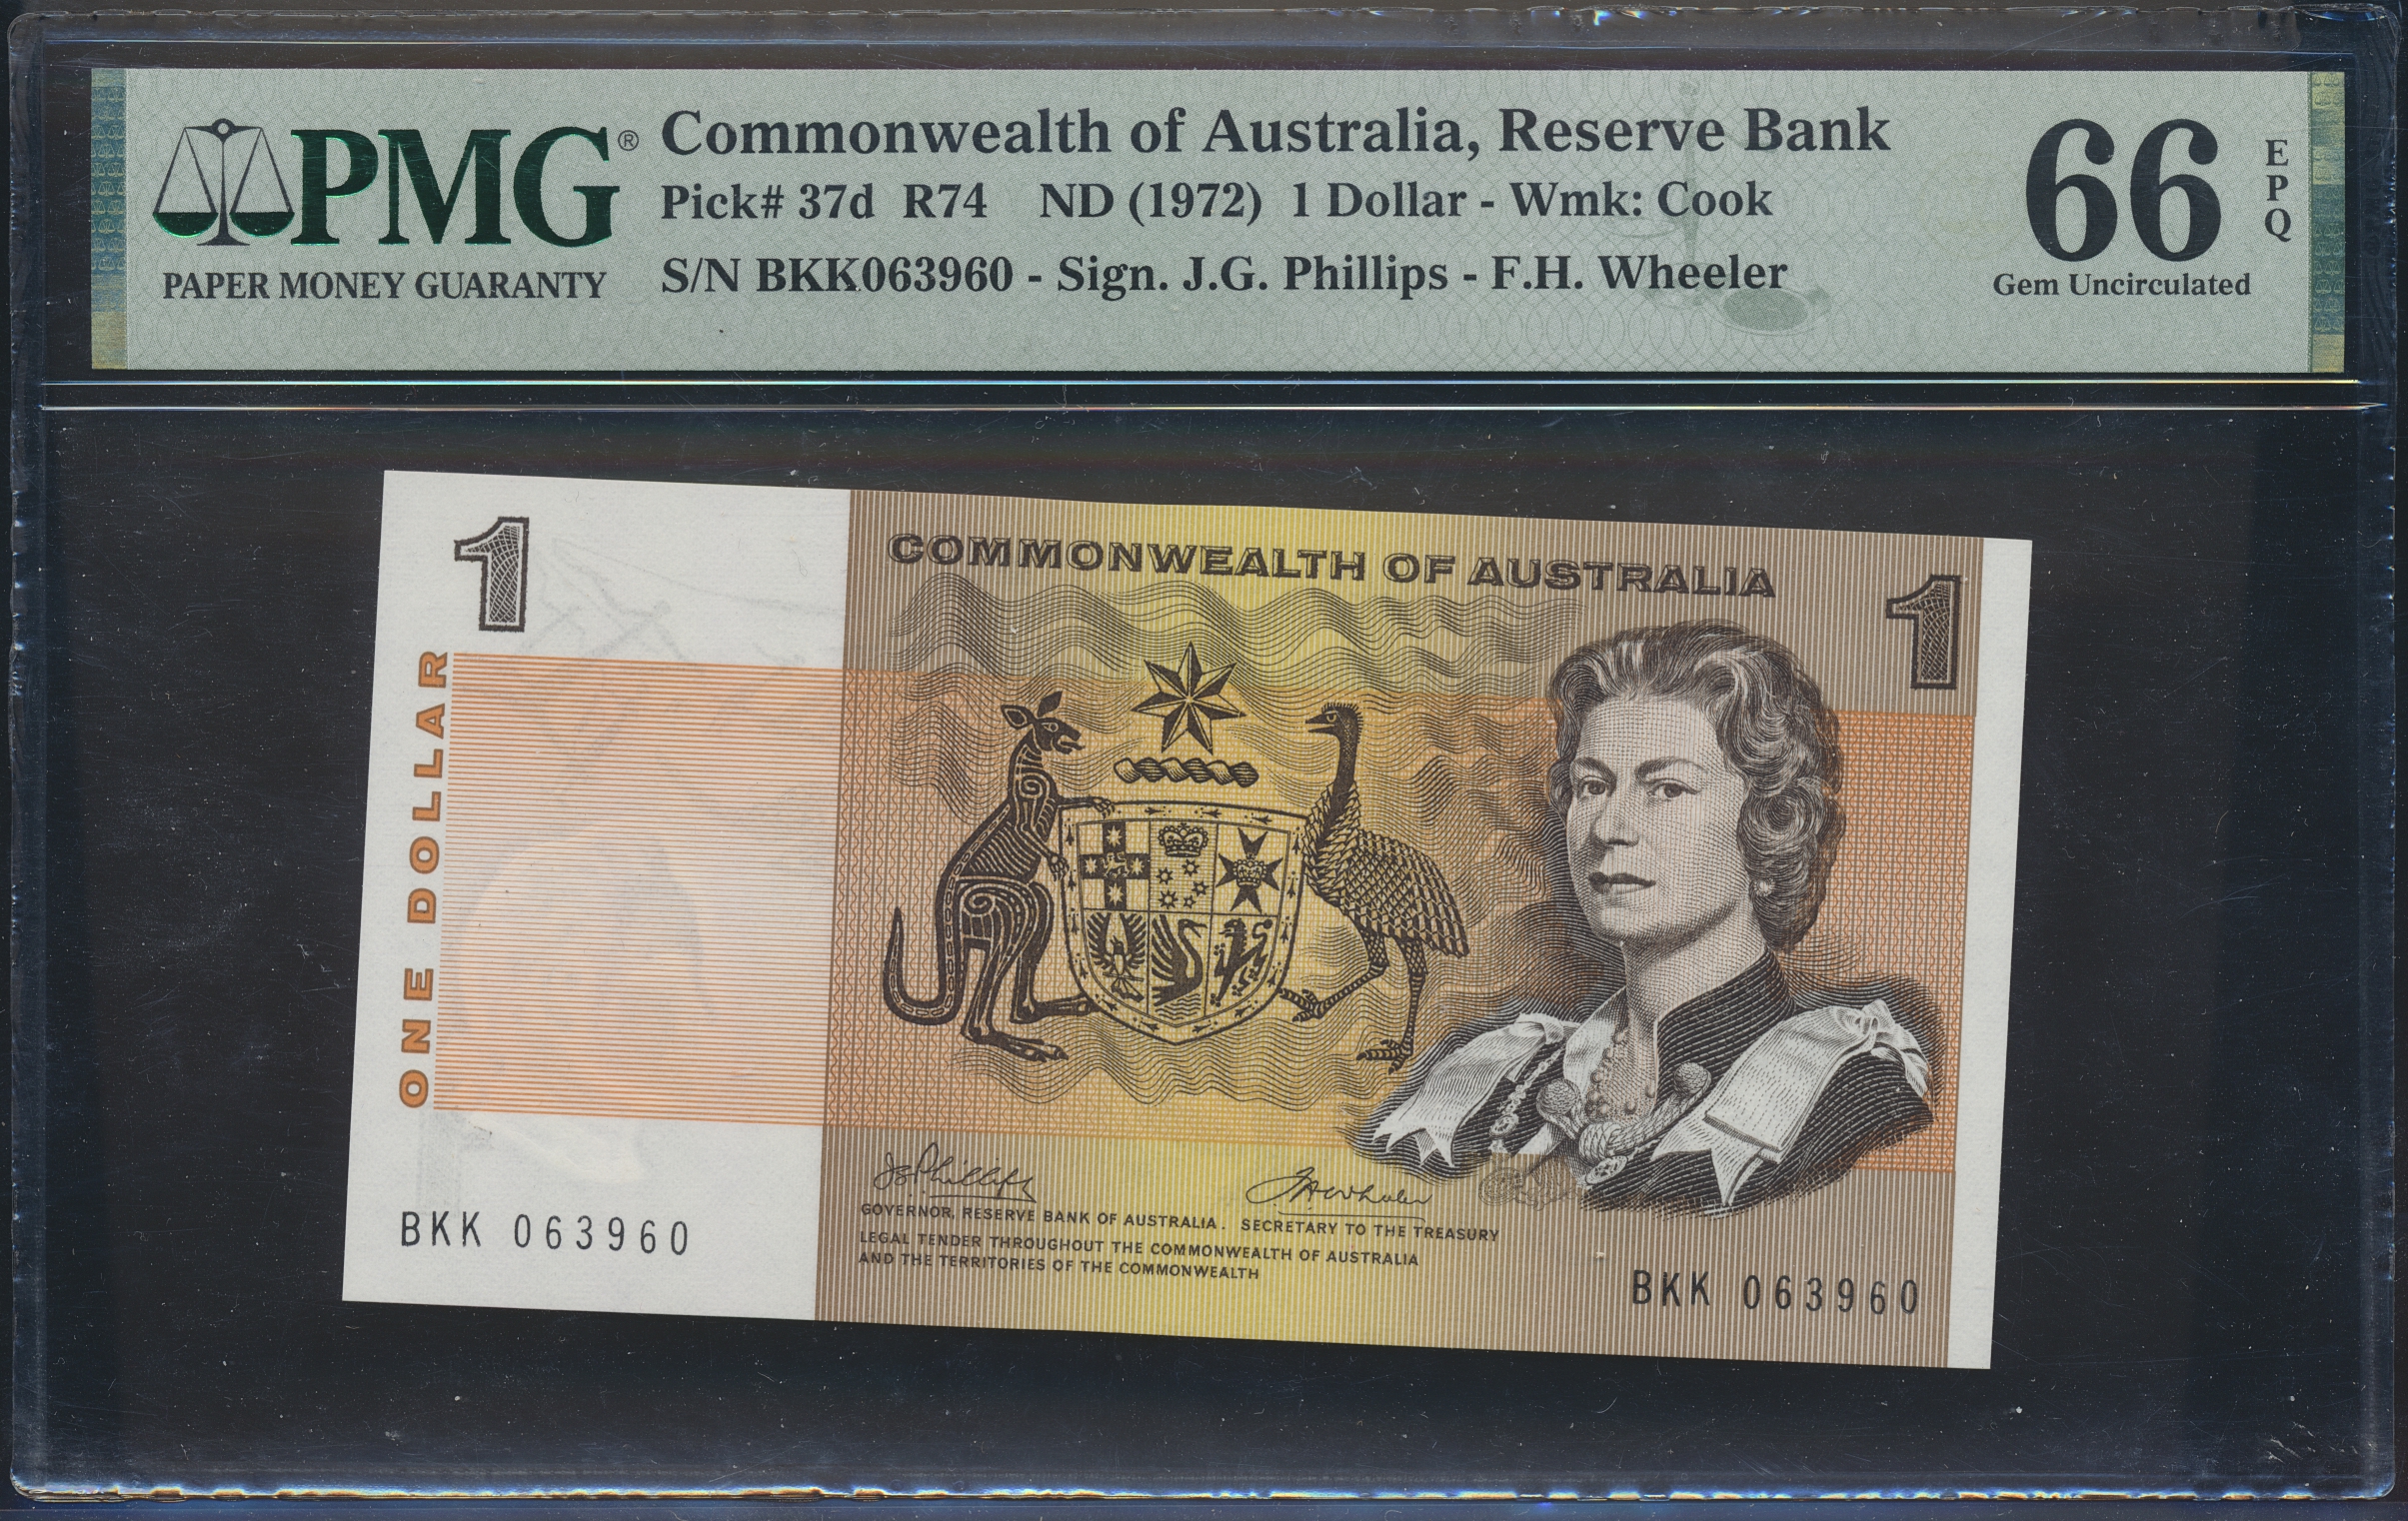 PMG®
PAPER MONEY GUARANTY
Commonwealth of Australia, Reserve Bank
Pick# 37d R74 ND (1972) 1 Dollar - Wmk: Cook
S/N BKK063960 - Sign. J.G. Phillips - F.H. Wheeler
66
EPQ
Gem Uncirculated
1
COMMONWEALTH OF AUSTRALIA
1
ONE DOLLAR
JGPhillips
FHWheeler
GOVERNOR, RESERVE BANK OF AUSTRALIA. SECRETARY TO THE TREASURY
LEGAL TENDER THROUGHOUT THE COMMONWEALTH OF AUSTRALIA
AND THE TERRITORIES OF THE COMMONWEALTH
BKK 063960
BKK 063960